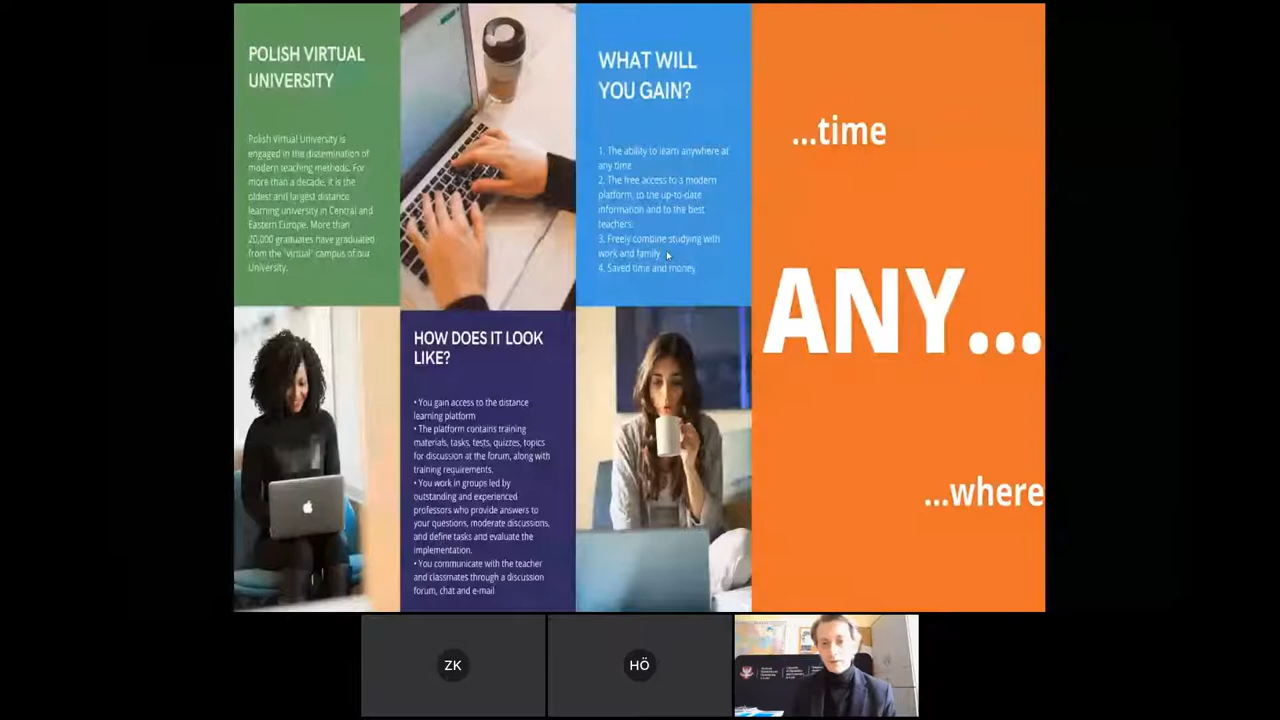 POLISH VIRTUAL
UNIVERSITY
Polish Virtual University is
engaged in the dissemination of
modern teaching methods. For
more than a decade, it is the
oldest and largest distance
learning university in Central and
Eastern Europe. More than
20,000 graduates have graduated
from the "virtual" campus of our
University.
WHAT WILL
YOU GAIN?
1. The ability to learn anywhere at
any time
2. The free access to a modern
platform, to the up-to-date
information and to the best
teachers.
3. Freely combine studying with
work and family
4. Saved time and money
HOW DOES IT LOOK
LIKE?
• You gain access to the distance
learning platform
• The platform contains training
materials, tasks, tests, quizzes, topics
for discussion at the forum, along with
training requirements.
• You work in groups led by
outstanding and experienced
professors who provide answers to
your questions, moderate discussions,
and define tasks and evaluate the
implementation.
• You communicate with the teacher
and classmates through a discussion
forum, chat and e-mail
...time
ANY...
...where
ZK
HÖ